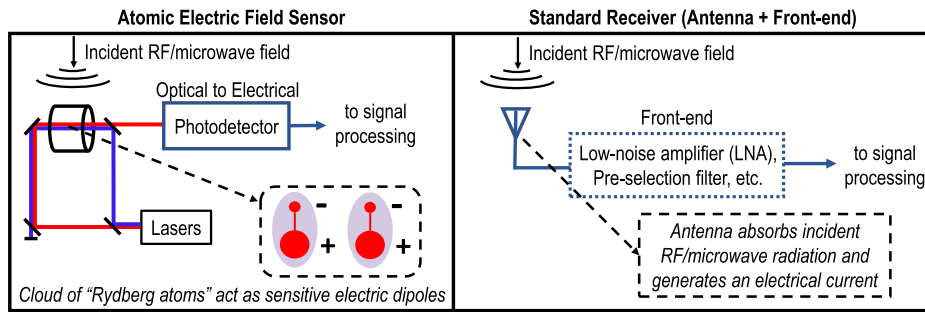 Atomic Electric Field Sensor
Incident RF/microwave field
Optical to Electrical
Photodetector
to signal
processing
Lasers
- -
+ +
Cloud of “Rydberg atoms” act as sensitive electric dipoles
Standard Receiver (Antenna + Front-end)
Incident RF/microwave field
Front-end
Low-noise amplifier (LNA),
Pre-selection filter, etc.
to signal
processing
Antenna absorbs incident
RF/microwave radiation and
generates an electrical current